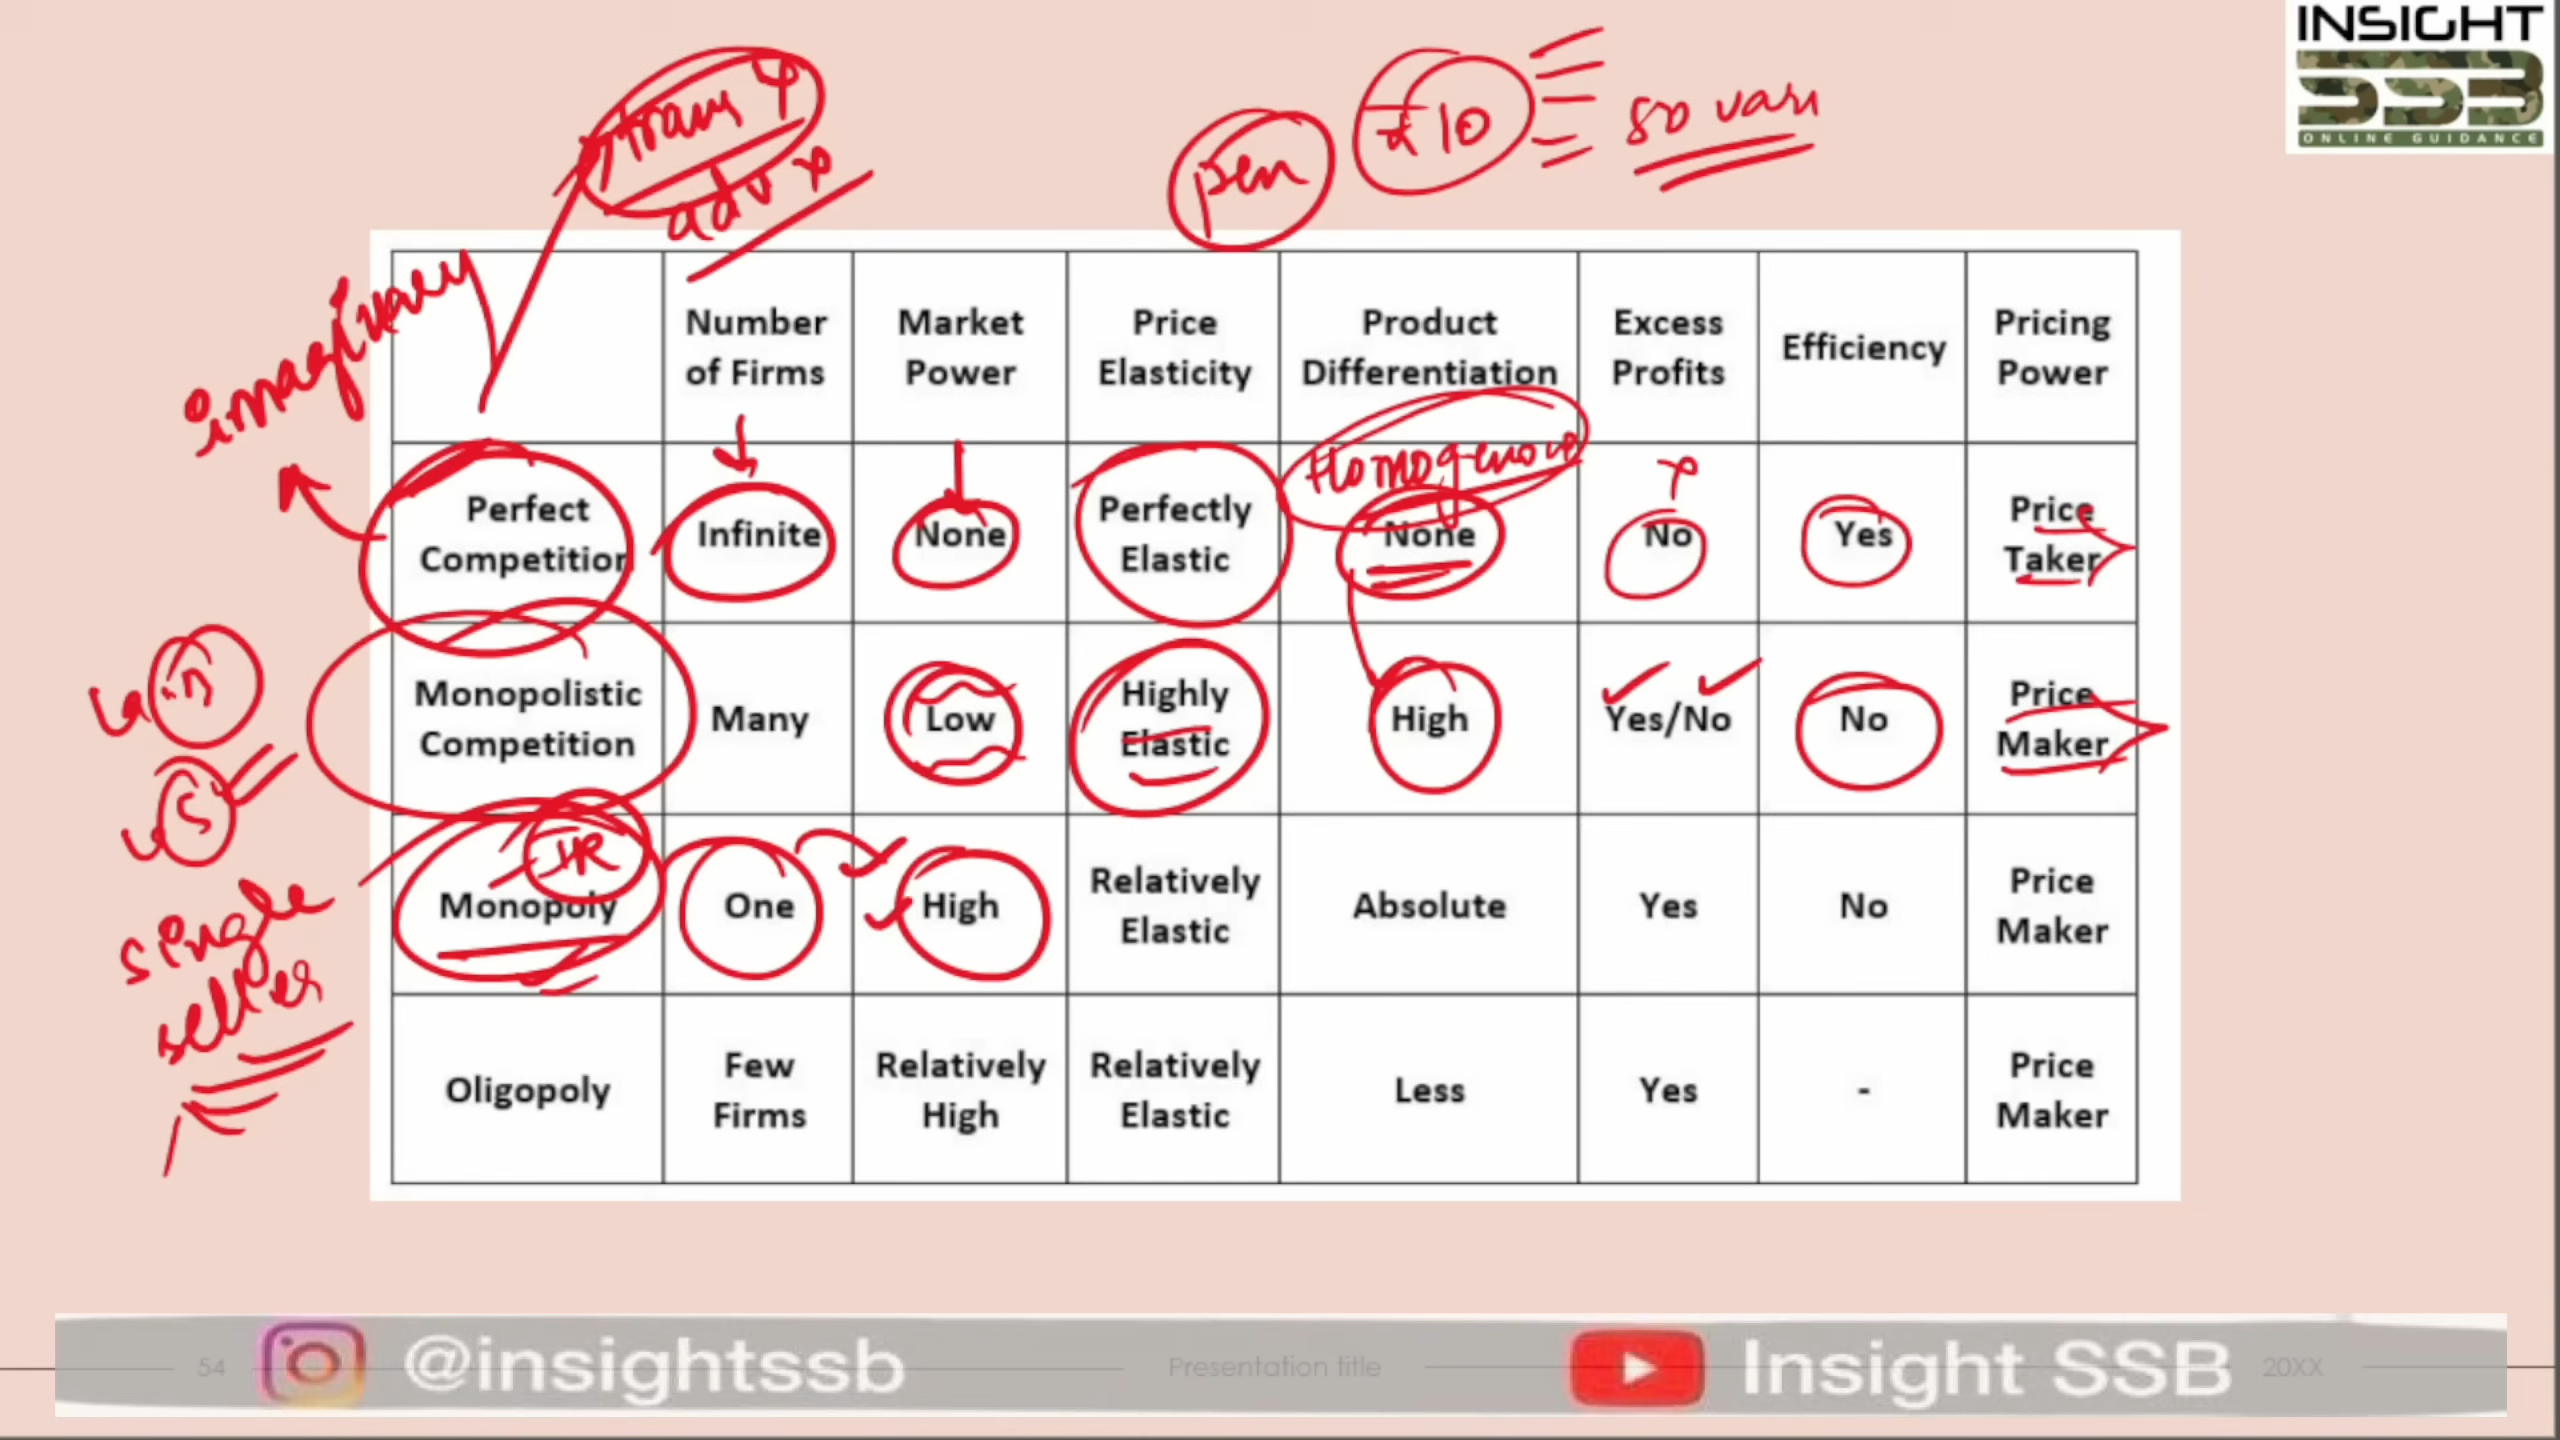 INSIGHT
SSB
ONLINE GUIDANCE
trans
adv
pen
₹10
80 vari
imaginary
Number of Firms
Market Power
Price Elasticity
Product Differentiation
Excess Profits
Efficiency
Pricing Power
Homogenous
Perfect Competition
Infinite
None
Perfectly Elastic
None
No
Yes
Price Taker
Monopolistic Competition
Many
Low
Highly Elastic
High
Yes/No
No
Price Maker
IR
Monopoly
One
High
Relatively Elastic
Absolute
Yes
No
Price Maker
single
seller
Oligopoly
Few Firms
Relatively High
Relatively Elastic
Less
Yes
-
Price Maker
54
@insightssb
Presentation title
Insight SSB
20XX